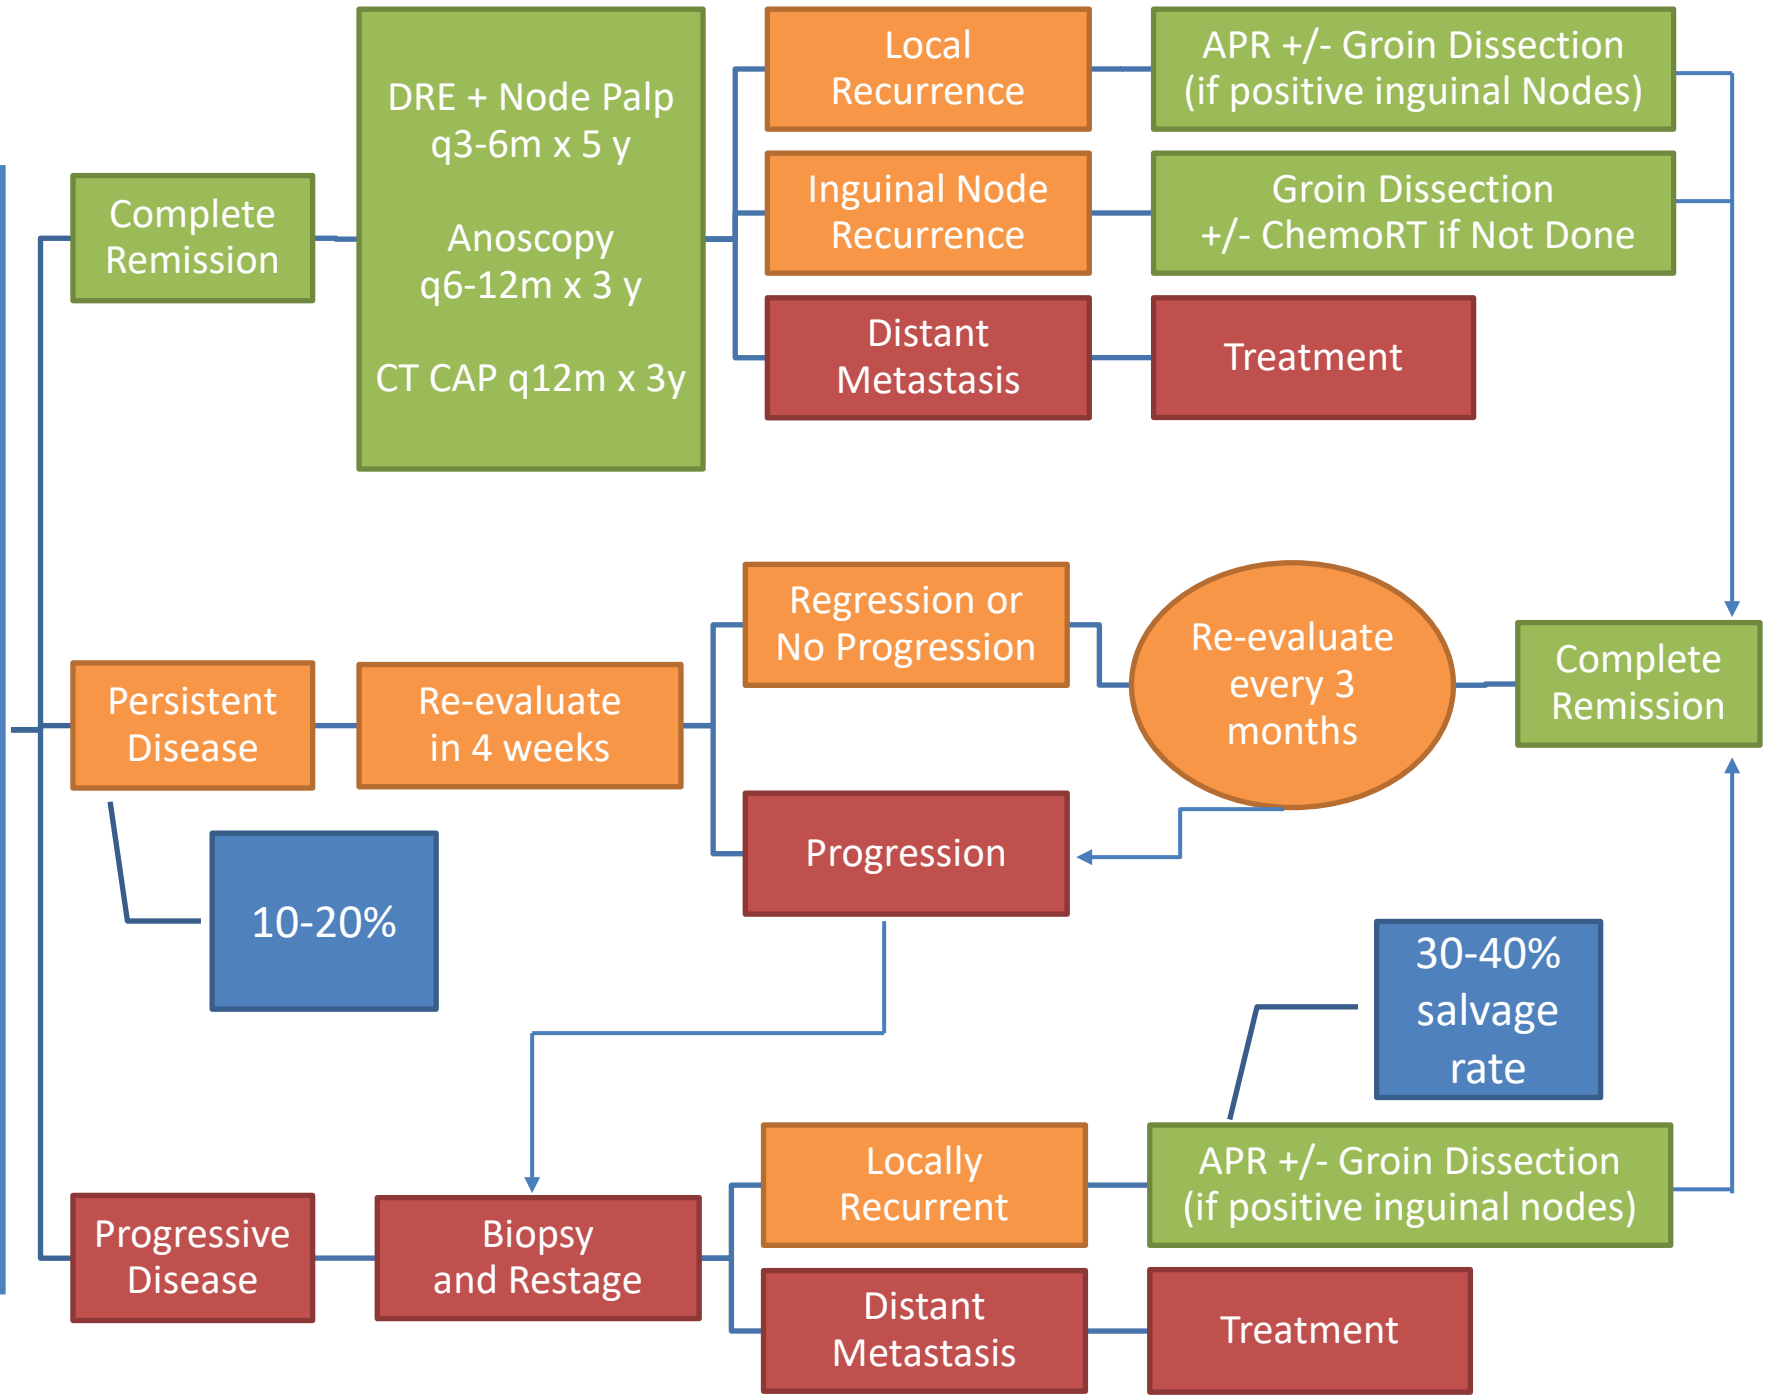 Complete
Remission
DRE + Node Palp
q3-6m x 5 y
Anoscopy
q6-12m x 3 y
CT CAP q12m x 3y
Local
Recurrence
APR +/- Groin Dissection
(if positive inguinal Nodes)
Inguinal Node
Recurrence
Groin Dissection
+/- ChemoRT if Not Done
Distant
Metastasis
Treatment
Persistent
Disease
10-20%
Re-evaluate
in 4 weeks
Regression or
No Progression
Re-evaluate
every 3
months
Complete
Remission
Progression
Progressive
Disease
Biopsy
and Restage
Locally
Recurrent
APR +/- Groin Dissection
(if positive inguinal nodes)
30-40%
salvage
rate
Distant
Metastasis
Treatment